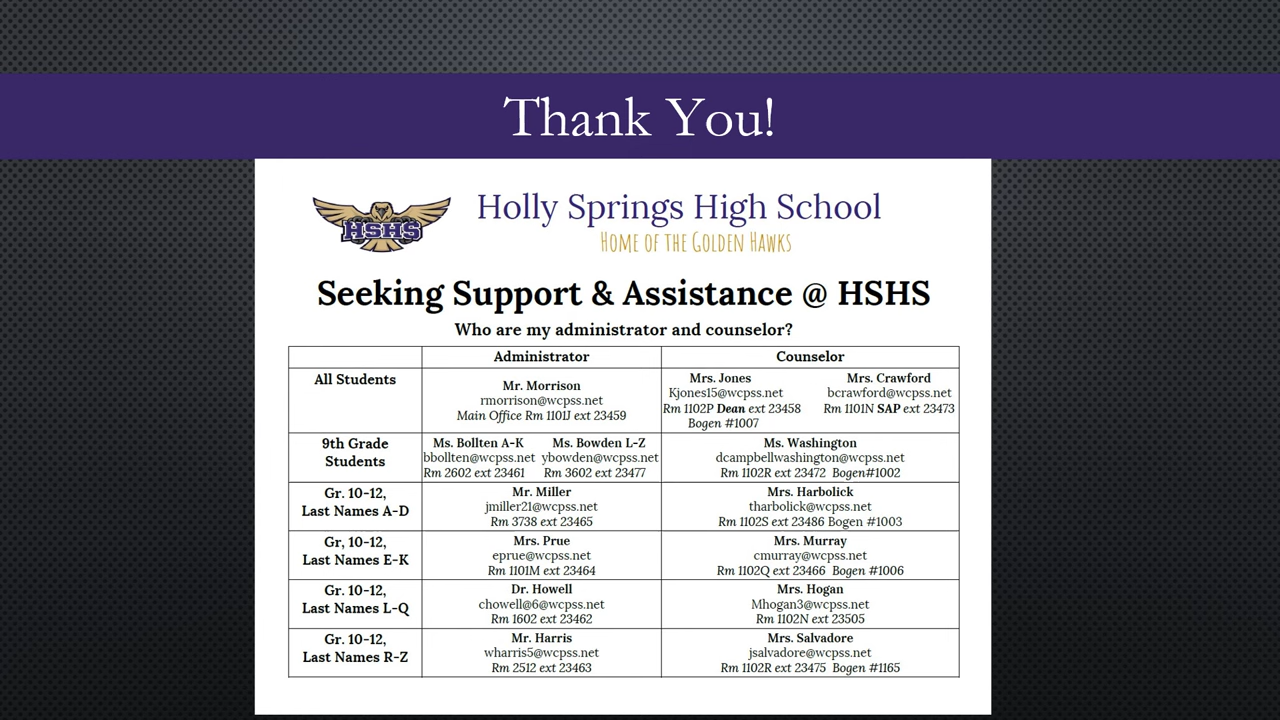 Thank You!
HSHS
Holly Springs High School
Home of the Golden Hawks
Seeking Support & Assistance @ HSHS
Who are my administrator and counselor?
Administrator
Counselor
All Students
Mr. Morrison
rmorrison@wcpss.net
Main Office Rm 1101J ext 23459
Mrs. Jones
Kjones15@wcpss.net
Rm 1102P Dean ext 23458
Bogen #1007
Mrs. Crawford
bcrawford@wcpss.net
Rm 1101N SAP ext 23473
9th Grade
Students
Ms. Bollten A-K
bbollten@wcpss.net
Rm 2602 ext 23461
Ms. Bowden L-Z
ybowden@wcpss.net
Rm 3602 ext 23477
Ms. Washington
dcampbellwashington@wcpss.net
Rm 1102R ext 23472 Bogen#1002
Gr. 10-12,
Last Names A-D
Mr. Miller
jmiller21@wcpss.net
Rm 3738 ext 23465
Mrs. Harbolick
tharbolick@wcpss.net
Rm 1102S ext 23486 Bogen #1003
Gr, 10-12,
Last Names E-K
Mrs. Prue
eprue@wcpss.net
Rm 1101M ext 23464
Mrs. Murray
cmurray@wcpss.net
Rm 1102Q ext 23466 Bogen #1006
Gr. 10-12,
Last Names L-Q
Dr. Howell
chowell@6@wcpss.net
Rm 1602 ext 23462
Mrs. Hogan
Mhogan3@wcpss.net
Rm 1102N ext 23505
Gr. 10-12,
Last Names R-Z
Mr. Harris
wharris5@wcpss.net
Rm 2512 ext 23463
Mrs. Salvadore
jsalvadore@wcpss.net
Rm 1102R ext 23475 Bogen #1165